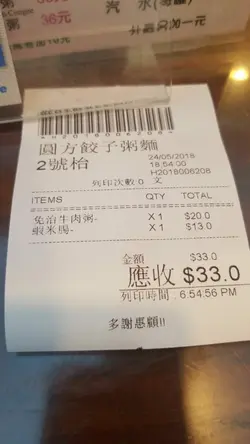 36元
圓方餃子粥麵
2號枱
24/05/2018
18:54:00
H2018006208
列印次數:0 文
ITEMS QTY TOTAL
免治牛肉粥- X 1 $20.0
蝦米腸- X 1 $13.0
金額 $33.0
應收 $33.0
列印時間 : 6:54:56 PM
多謝惠顧!!